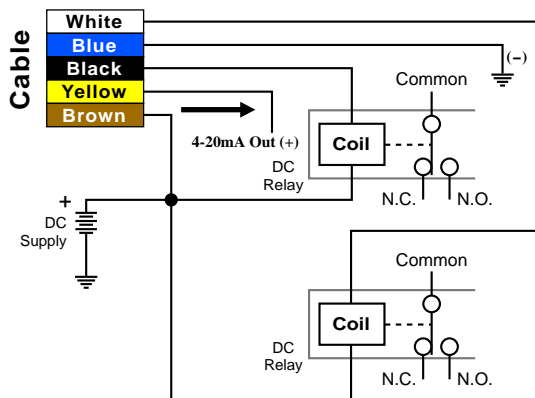 Cable
White
Blue
Black
Yellow
Brown
(−)
4-20mA Out (+)
Common
Coil
DC
Relay
N.C. N.O.
+
DC
Supply
Common
Coil
DC
Relay
N.C. N.O.